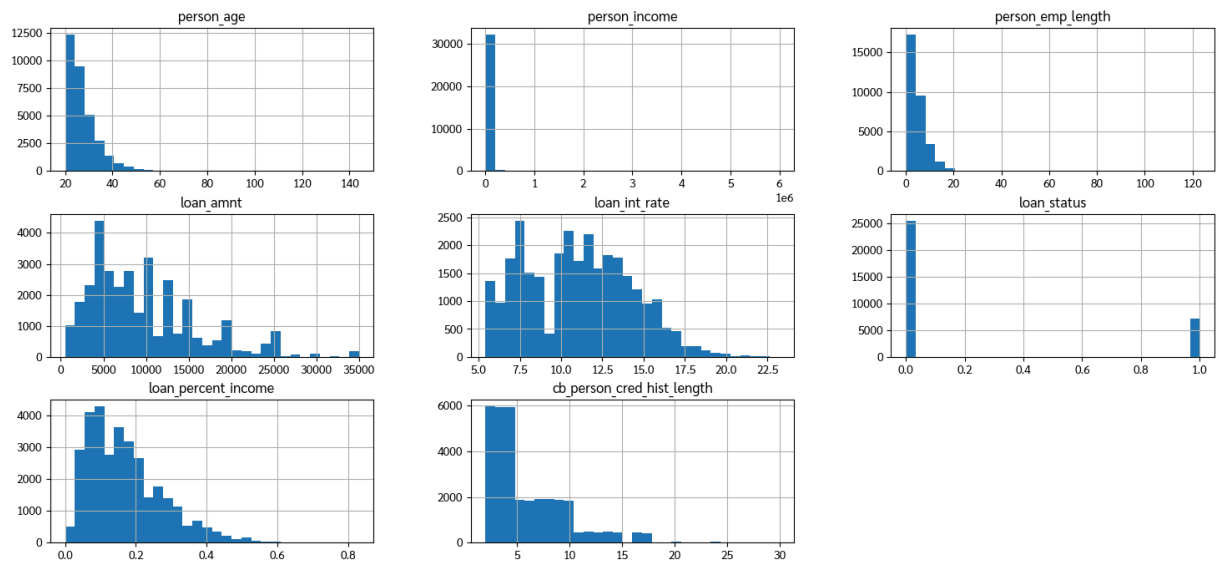 person_age
12500
10000
7500
5000
2500
0
20 40 60 80 100 120 140
person_income
30000
20000
10000
0
0 1 2 3 4 5 6
1e6
person_emp_length
15000
10000
5000
0
0 20 40 60 80 100 120
loan_amnt
4000
3000
2000
1000
0
0 5000 10000 15000 20000 25000 30000 35000
loan_int_rate
2500
2000
1500
1000
500
0
5.0 7.5 10.0 12.5 15.0 17.5 20.0 22.5
loan_status
25000
20000
15000
10000
5000
0
0.0 0.2 0.4 0.6 0.8 1.0
loan_percent_income
4000
3000
2000
1000
0
0.0 0.2 0.4 0.6 0.8
cb_person_cred_hist_length
6000
4000
2000
0
5 10 15 20 25 30